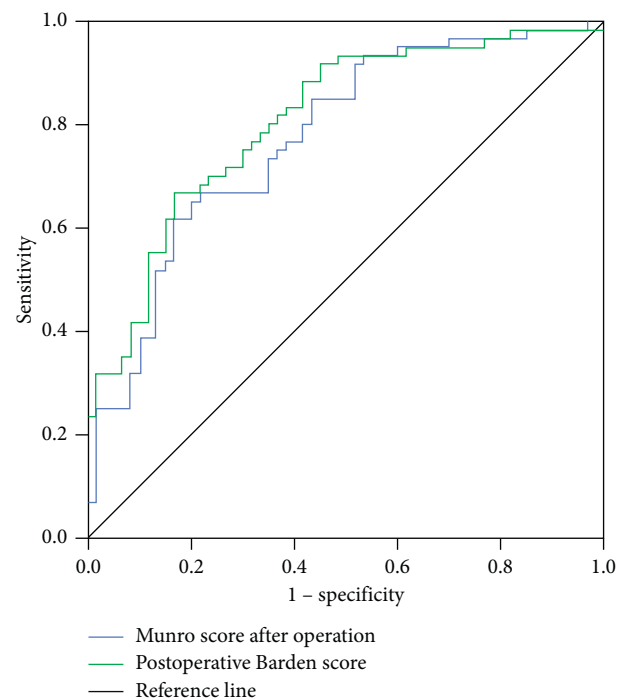 1.0
0.8
0.6
0.4
0.2
0.0
Sensitivity
0.0 0.2 0.4 0.6 0.8 1.0
1 – specificity
Munro score after operation
Postoperative Barden score
Reference line